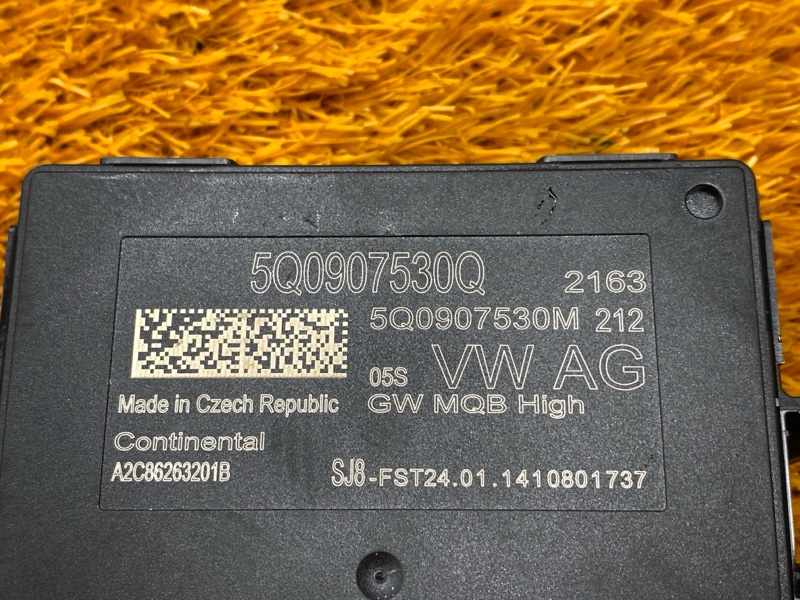 5Q0907530Q 2163
5Q0907530M 212
05S VW AG
Made in Czech Republic GW MQB High
Continental
A2C86263201B SJ8-FST24.01.1410801737